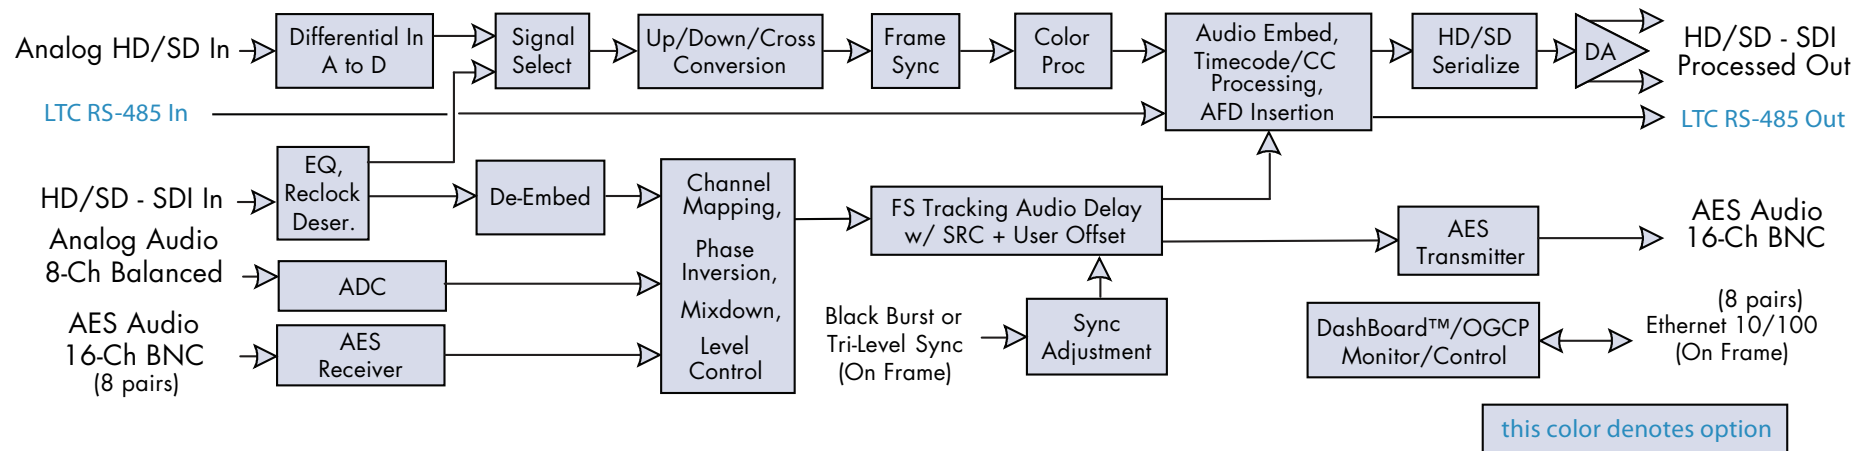 Analog HD/SD In
Differential In
A to D
Signal
Select
Up/Down/Cross
Conversion
Frame
Sync
Color
Proc
Audio Embed,
Timecode/CC
Processing,
AFD Insertion
HD/SD
Serialize
DA
HD/SD - SDI
Processed Out
LTC RS-485 In
LTC RS-485 Out
HD/SD - SDI In
EQ,
Reclock
Deser.
De-Embed
Channel
Mapping,
Phase
Inversion,
Mixdown,
Level
Control
FS Tracking Audio Delay
w/ SRC + User Offset
AES
Transmitter
AES Audio
16-Ch BNC
(8 pairs)
Analog Audio
8-Ch Balanced
ADC
AES Audio
16-Ch BNC
(8 pairs)
AES
Receiver
Black Burst or
Tri-Level Sync
(On Frame)
Sync
Adjustment
DashBoard™/OGCP
Monitor/Control
Ethernet 10/100
(On Frame)
this color denotes option